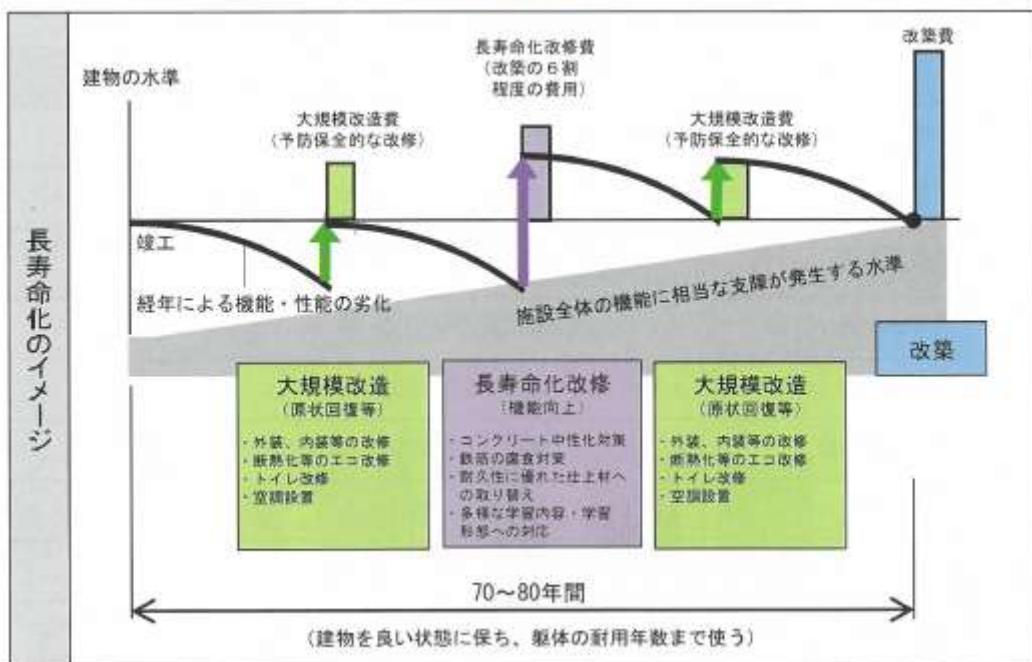 長寿命化のイメージ
建物の水準
大規模改造費
(予防保全的な改修)
長寿命化改修費
(改築の6割
程度の費用)
大規模改造費
(予防保全的な改修)
改築費
竣工
経年による機能・性能の劣化
施設全体の機能に相当な支障が発生する水準
改築
大規模改造
(原状回復等)
・外装、内装等の改修
・断熱化等のエコ改修
・トイレ改修
・空調設置
長寿命化改修
(機能向上)
・コンクリート中性化対策
・鉄筋の腐食対策
・耐久性に優れた仕上材へ
の取り替え
・多様な学習内容・学習
形態への対応
大規模改造
(原状回復等)
・外装、内装等の改修
・断熱化等のエコ改修
・トイレ改修
・空調設置
70～80年間
(建物を良い状態に保ち、躯体の耐用年数まで使う)